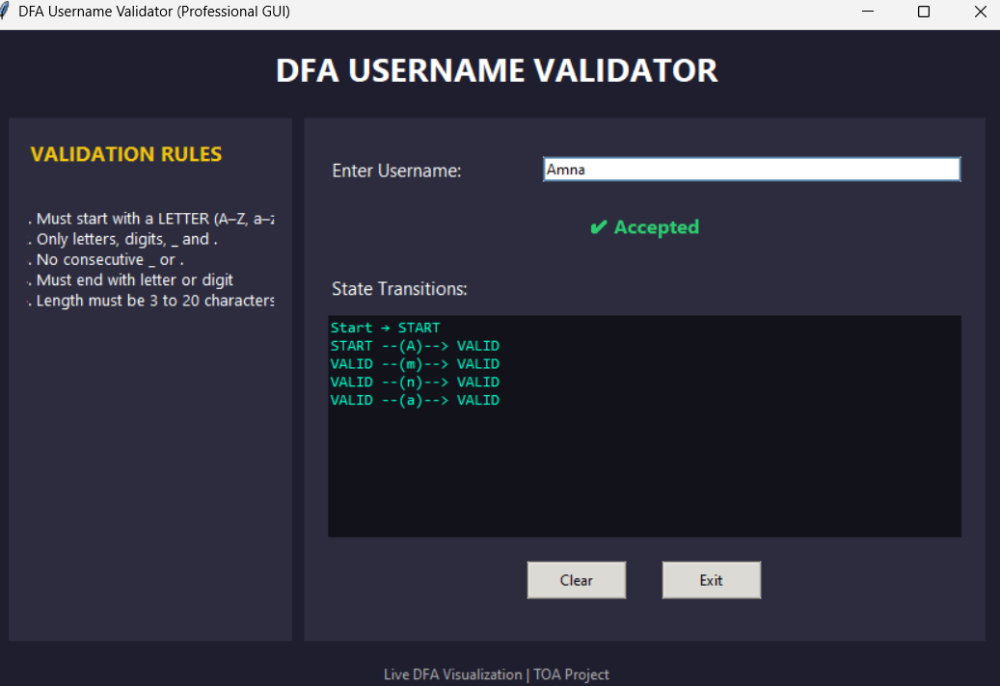 DFA Username Validator (Professional GUI)
DFA USERNAME VALIDATOR
VALIDATION RULES
. Must start with a LETTER (A–Z, a–z
. Only letters, digits, _ and .
. No consecutive _ or .
. Must end with letter or digit
. Length must be 3 to 20 characters
Enter Username:
Amna
✔ Accepted
State Transitions:
Start → START
START --(A)--> VALID
VALID --(m)--> VALID
VALID --(n)--> VALID
VALID --(a)--> VALID
Clear
Exit
Live DFA Visualization | TOA Project